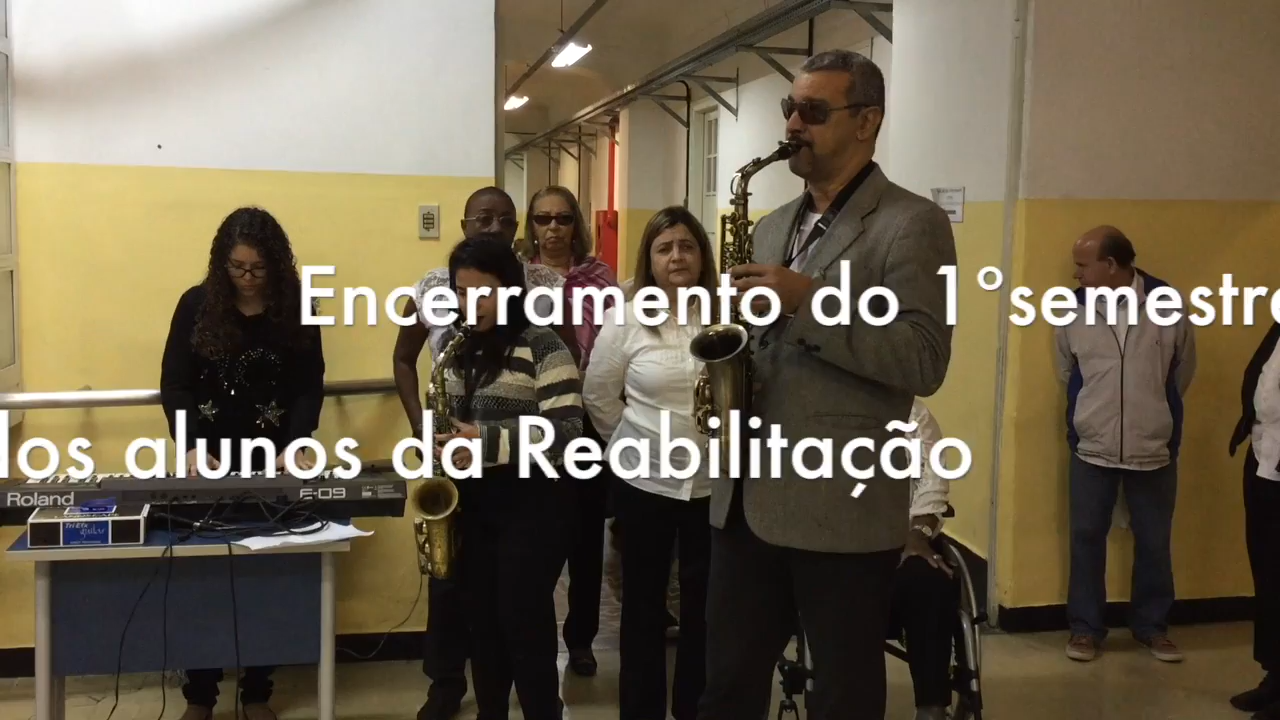 Encerramento do 1°semestre
dos alunos da Reabilitação
Roland
E-09